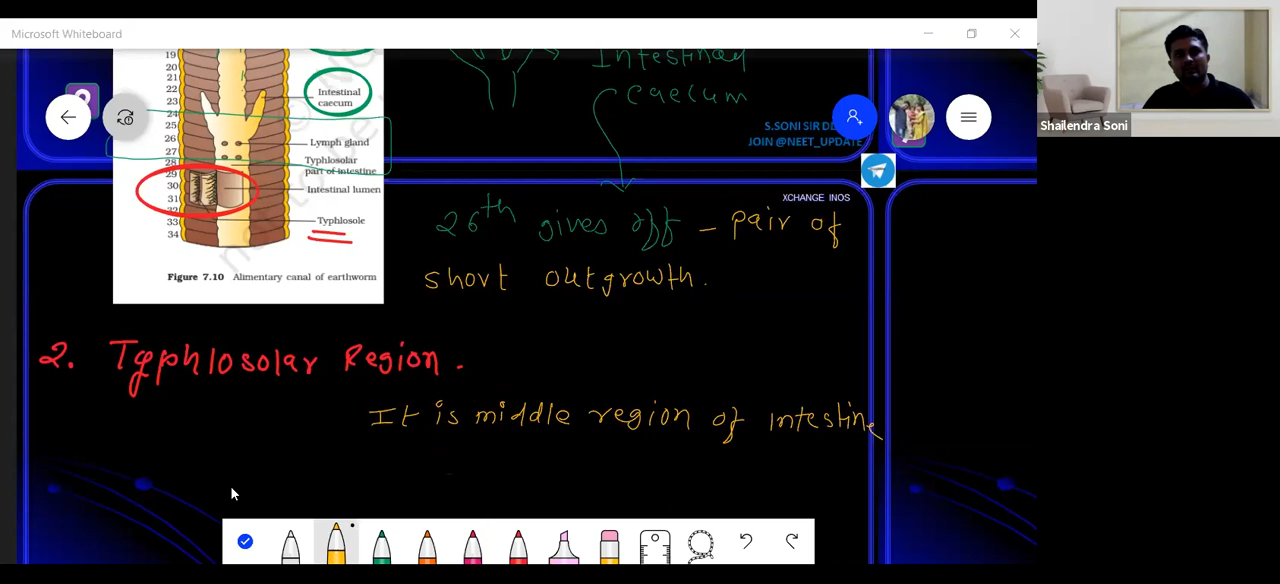 Microsoft Whiteboard
Shailendra Soni
19
20
21
22
23
24
25
26
27
28
29
30
31
32
33
34
Intestinal
caecum
Lymph gland
Typhlosolar
part of intestine
Intestinal lumen
Typhlosole
Figure 7.10 Alimentary canal of earthworm
Intestinal
caecum
S.SONI SIR
JOIN @NEET_UPDATE
XCHANGE INOS
26th gives off - pair of
short outgrowth.
2. Typhlosolar Region.
It is middle region of intestine